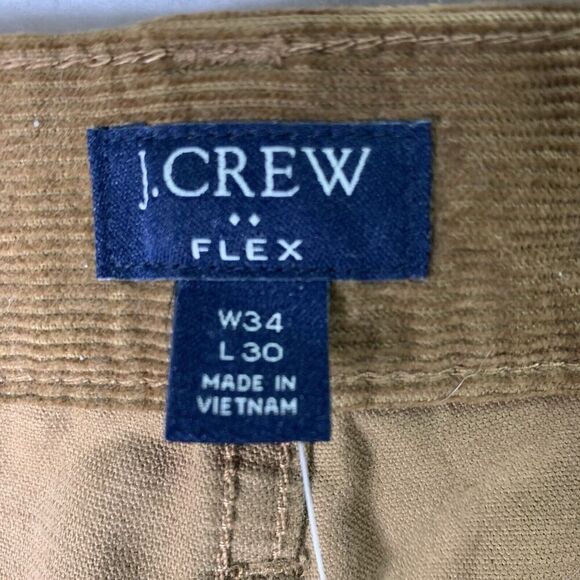 J.CREW
FLEX
W34
L30
MADE IN
VIETNAM